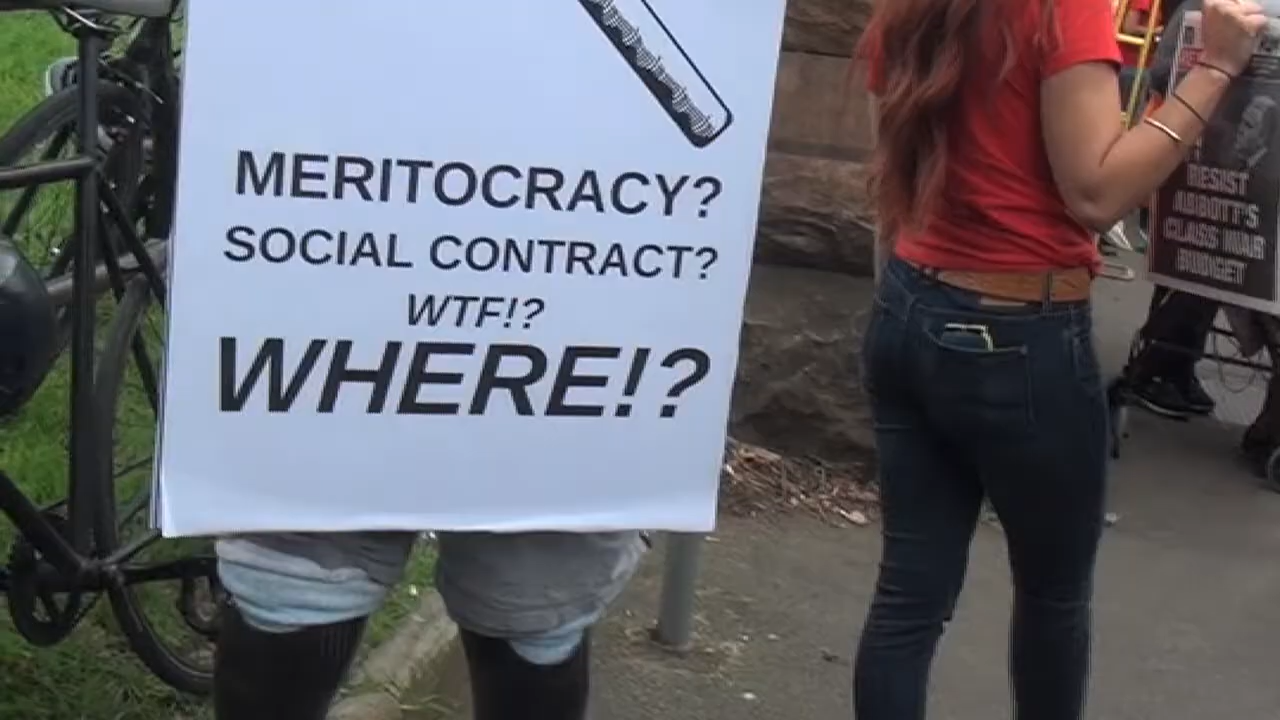 MERITOCRACY?
SOCIAL CONTRACT?
WTF!?
WHERE!?
RESIST
ABBOTT'S
CLASS WAR
BUDGET